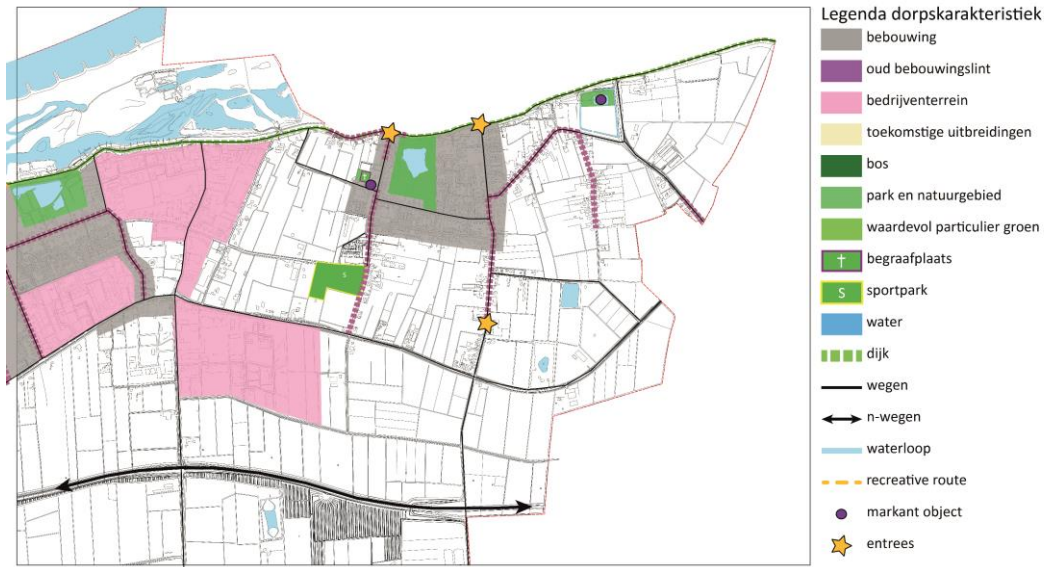 Legenda dorpskarakteristiek
bebouwing
oud bebouwingslint
bedrijventerrein
toekomstige uitbreidingen
bos
park en natuurgebied
waardevol particulier groen
begraafplaats
S
sportpark
water
dijk
wegen
n-wegen
waterloop
recreative route
markant object
entrees
S